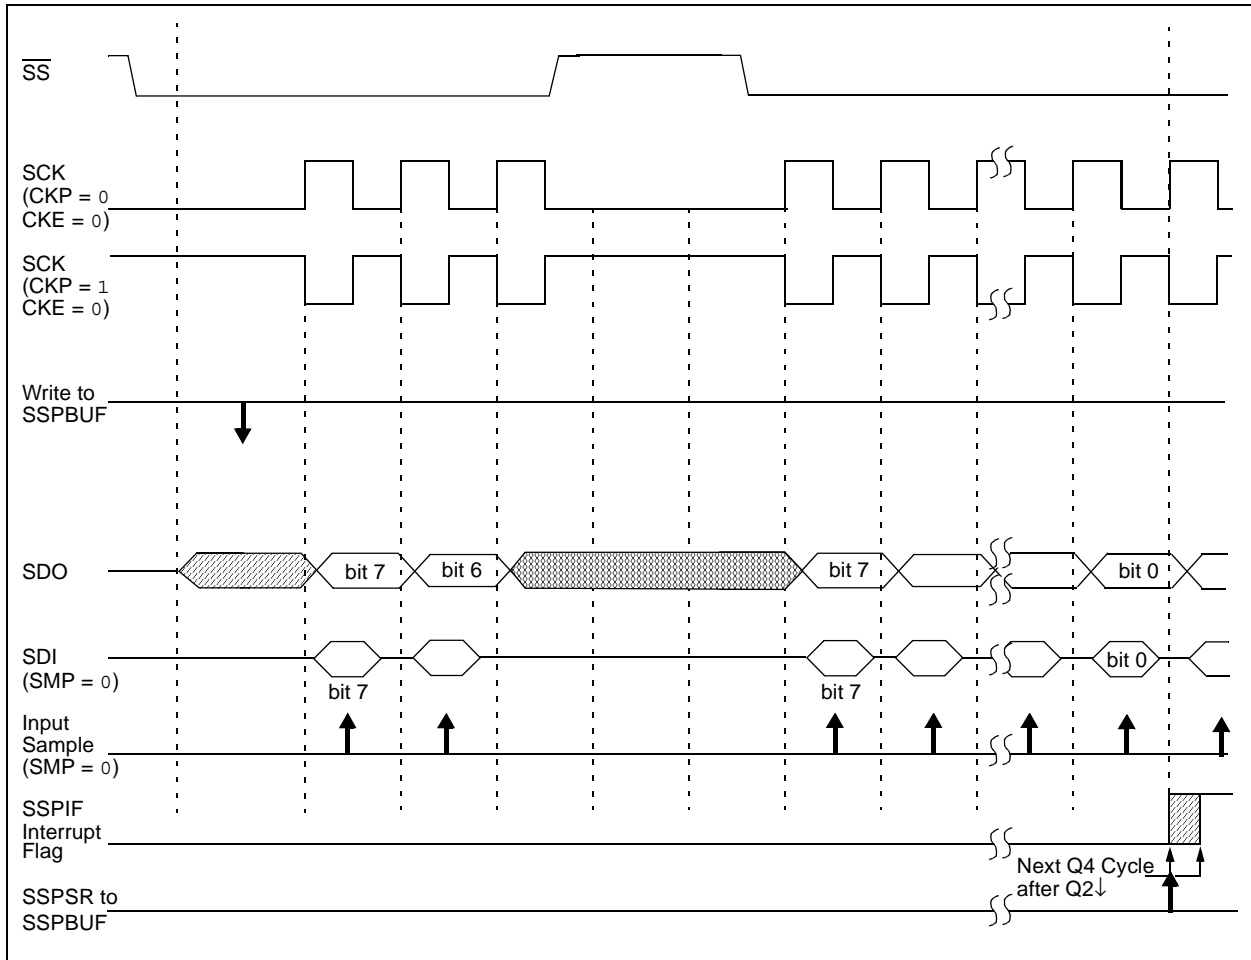 SS
SCK
(CKP = 0
CKE = 0)
SCK
(CKP = 1
CKE = 0)
Write to
SSPBUF
SDO
bit 7
bit 6
bit 7
bit 0
SDI
(SMP = 0)
bit 7
bit 7
bit 0
Input
Sample
(SMP = 0)
SSPIF
Interrupt
Flag
Next Q4 Cycle
after Q2↓
SSPSR to
SSPBUF